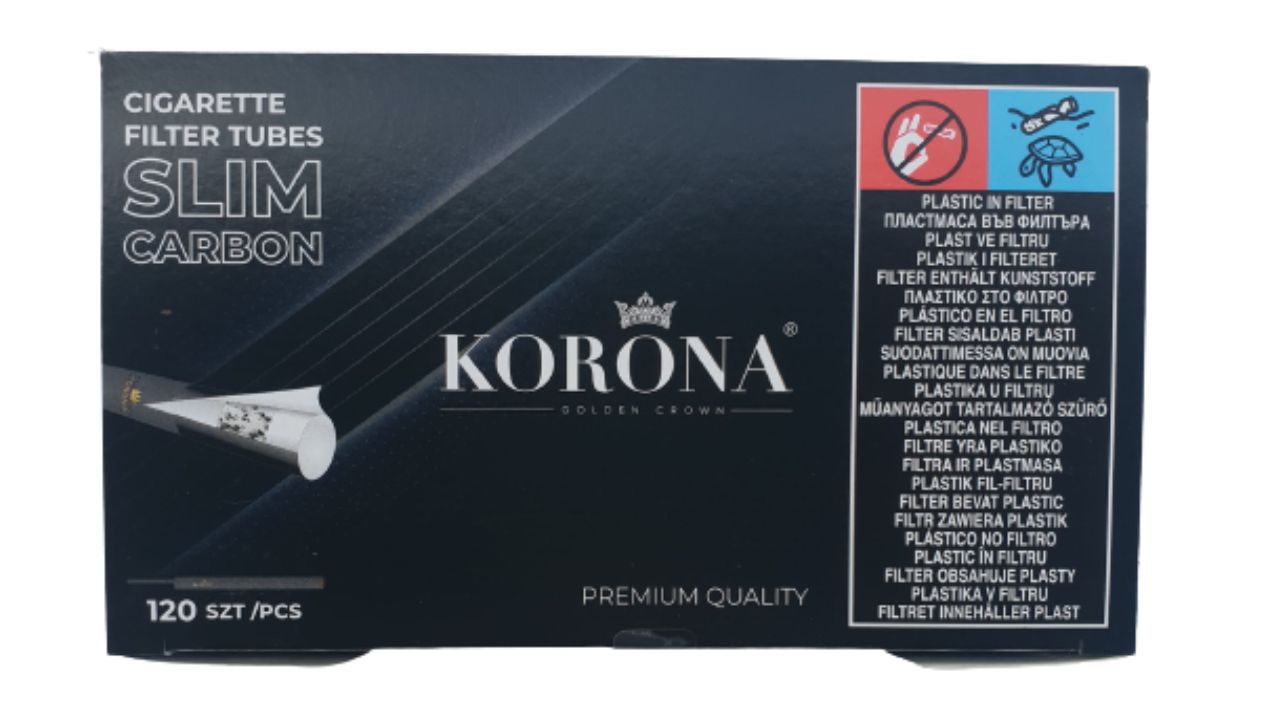 CIGARETTE
FILTER TUBES
SLIM
CARBON
KORONA®
GOLDEN CROWN
120 SZT /PCS
PREMIUM QUALITY
PLASTIC IN FILTER
ПЛАСТМАСА ВЪВ ФИЛТЪРА
PLAST VE FILTRU
PLASTIK I FILTERET
FILTER ENTHÄLT KUNSTSTOFF
ΠΛΑΣΤΙΚΟ ΣΤΟ ΦΙΛΤΡΟ
PLÁSTICO EN EL FILTRO
FILTER SISALDAB PLASTI
SUODATTIMESSA ON MUOVIA
PLASTIQUE DANS LE FILTRE
PLASTIKA U FILTRU
MŰANYAGOT TARTALMAZÓ SZŰRŐ
PLASTICA NEL FILTRO
FILTRE YRA PLASTIKO
FILTRA IR PLASTMASA
PLASTIK FIL-FILTRU
FILTER BEVAT PLASTIC
FILTR ZAWIERA PLASTIK
PLÁSTICO NO FILTRO
PLASTIC ÎN FILTRU
FILTER OBSAHUJE PLASTY
PLASTIKA V FILTRU
FILTRET INNEHÅLLER PLAST